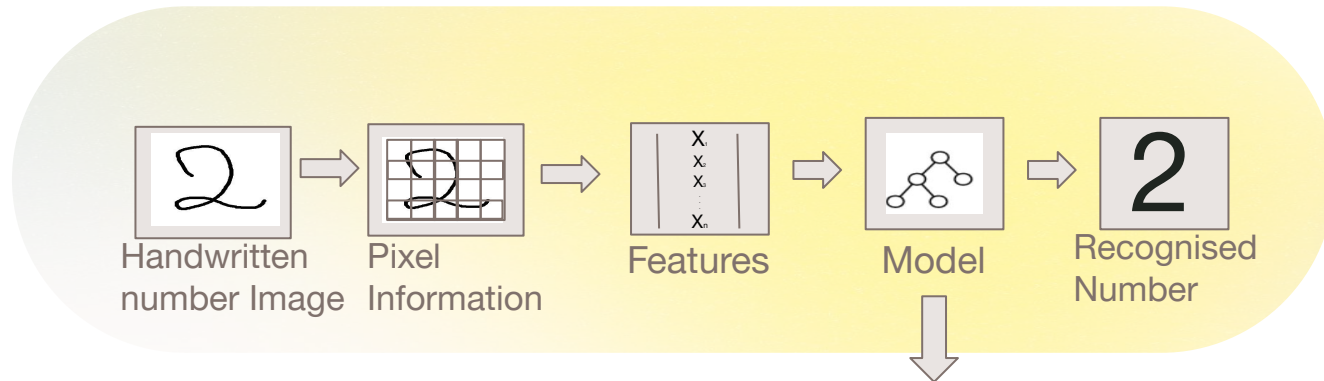 2
X₁
X₂
X₃
.
.
.
Xₙ
2
Handwritten
number Image
Pixel
Information
Features
Model
Recognised
Number